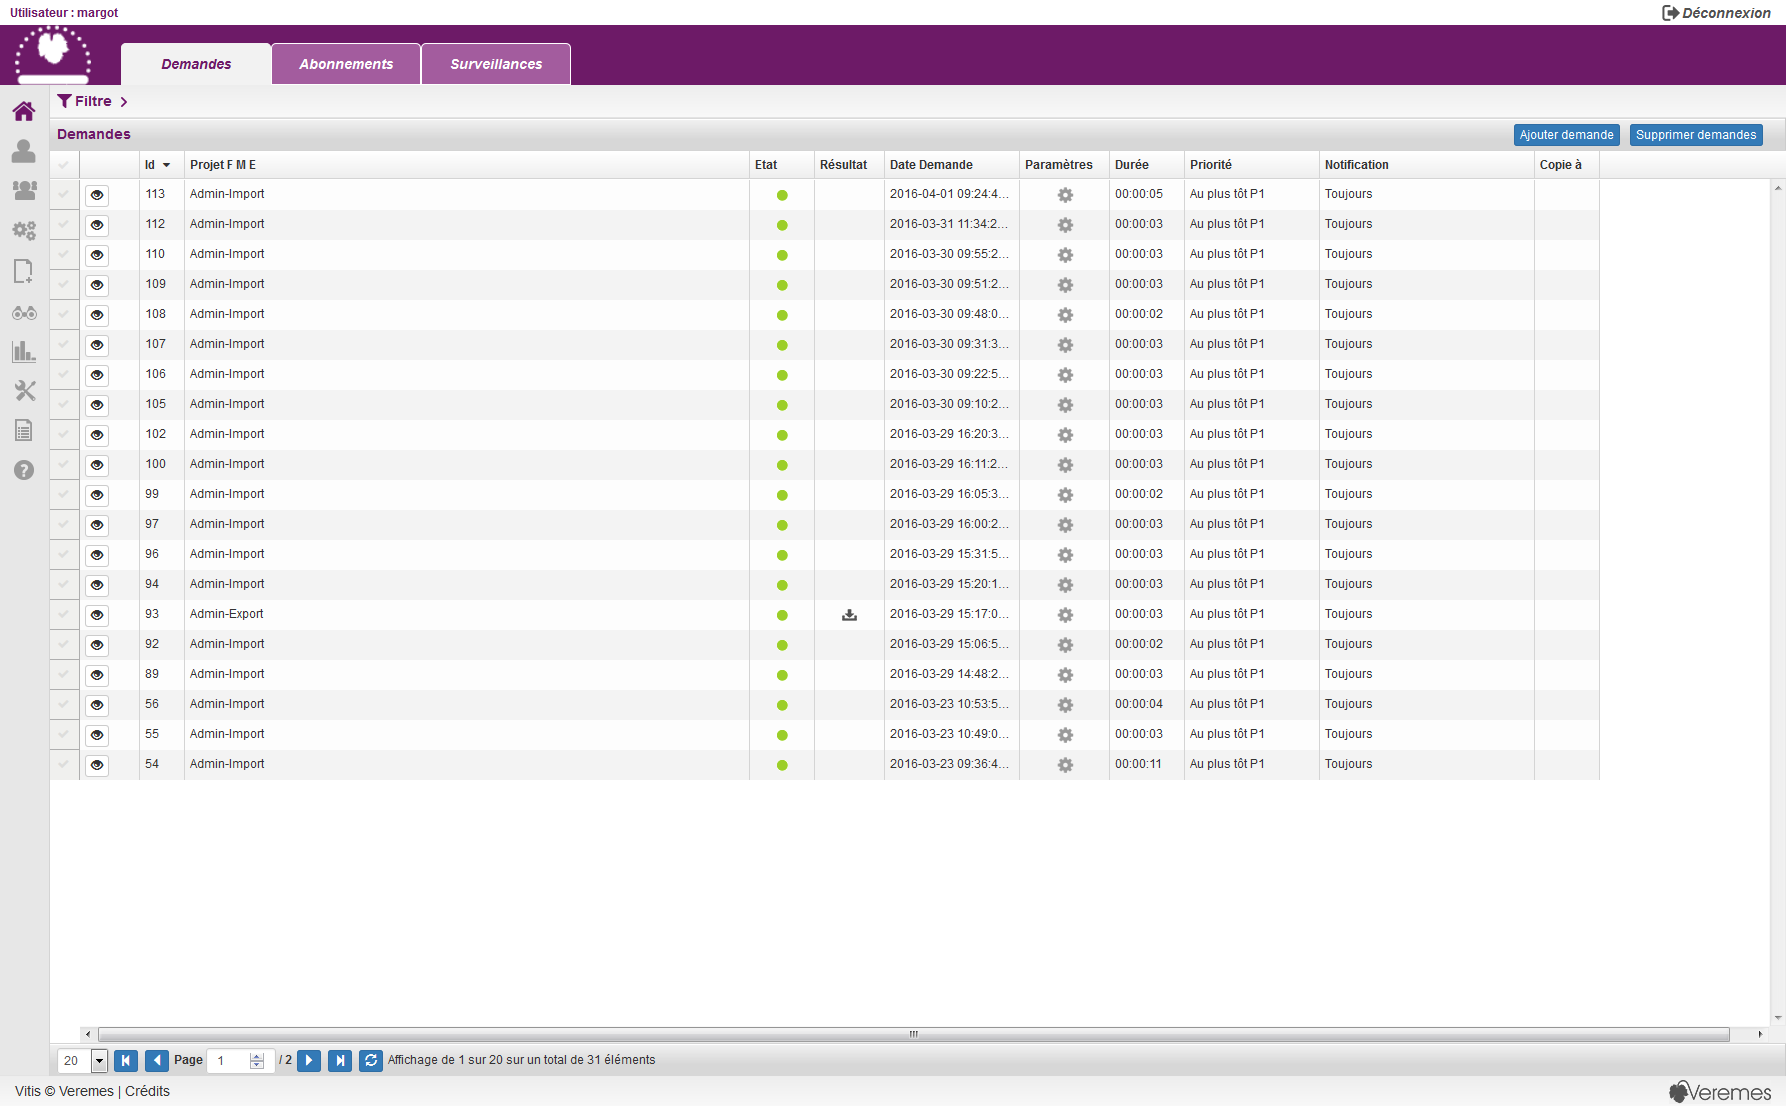 Utilisateur : margot
Déconnexion
Demandes Abonnements Surveillances
Filtre
Demandes Ajouter demande Supprimer demandes
Id Projet F M E Etat Résultat Date Demande Paramètres Durée Priorité Notification Copie à
113 Admin-Import 2016-04-01 09:24:4... 00:00:05 Au plus tôt P1 Toujours
112 Admin-Import 2016-03-31 11:34:2... 00:00:03 Au plus tôt P1 Toujours
110 Admin-Import 2016-03-30 09:55:2... 00:00:03 Au plus tôt P1 Toujours
109 Admin-Import 2016-03-30 09:51:2... 00:00:03 Au plus tôt P1 Toujours
108 Admin-Import 2016-03-30 09:48:0... 00:00:02 Au plus tôt P1 Toujours
107 Admin-Import 2016-03-30 09:31:3... 00:00:03 Au plus tôt P1 Toujours
106 Admin-Import 2016-03-30 09:22:5... 00:00:03 Au plus tôt P1 Toujours
105 Admin-Import 2016-03-30 09:10:2... 00:00:03 Au plus tôt P1 Toujours
102 Admin-Import 2016-03-29 16:20:3... 00:00:03 Au plus tôt P1 Toujours
100 Admin-Import 2016-03-29 16:11:2... 00:00:03 Au plus tôt P1 Toujours
99 Admin-Import 2016-03-29 16:05:3... 00:00:02 Au plus tôt P1 Toujours
97 Admin-Import 2016-03-29 16:00:2... 00:00:03 Au plus tôt P1 Toujours
96 Admin-Import 2016-03-29 15:31:5... 00:00:03 Au plus tôt P1 Toujours
94 Admin-Import 2016-03-29 15:20:1... 00:00:03 Au plus tôt P1 Toujours
93 Admin-Export 2016-03-29 15:17:0... 00:00:03 Au plus tôt P1 Toujours
92 Admin-Import 2016-03-29 15:06:5... 00:00:02 Au plus tôt P1 Toujours
89 Admin-Import 2016-03-29 14:48:2... 00:00:03 Au plus tôt P1 Toujours
56 Admin-Import 2016-03-23 10:53:5... 00:00:04 Au plus tôt P1 Toujours
55 Admin-Import 2016-03-23 10:49:0... 00:00:03 Au plus tôt P1 Toujours
54 Admin-Import 2016-03-23 09:36:4... 00:00:11 Au plus tôt P1 Toujours
20 Page 1 / 2 Affichage de 1 sur 20 sur un total de 31 éléments
Vitis © Veremes | Crédits
Veremes